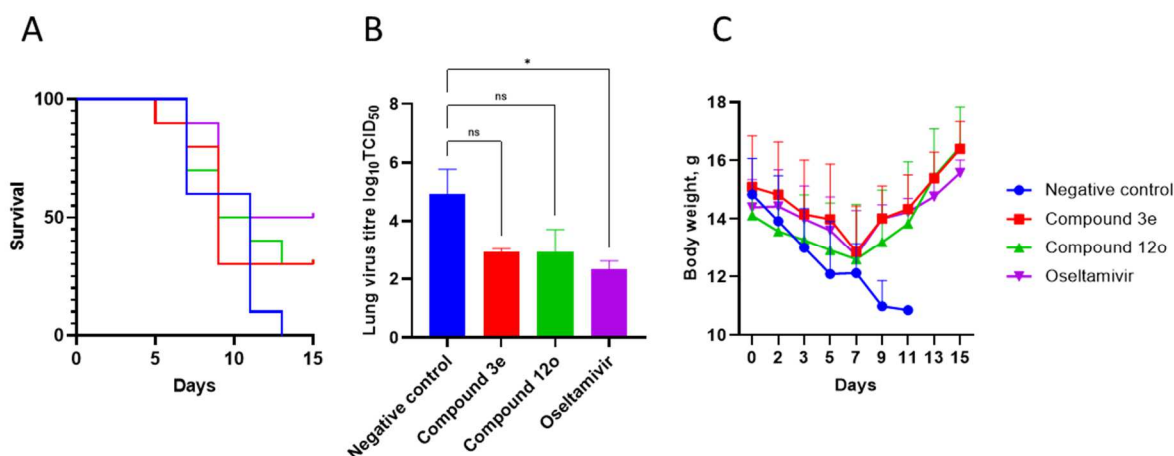 A
B
C
Survival
100
50
0
0
5
10
15
Days
Lung virus titre log10TCID50
8
6
4
2
0
*
ns
ns
Negative control
Compound 3e
Compound 12o
Oseltamivir
Body weight, g
18
16
14
12
10
0
2
3
5
7
9
11
13
15
Days
Negative control
Compound 3e
Compound 12o
Oseltamivir